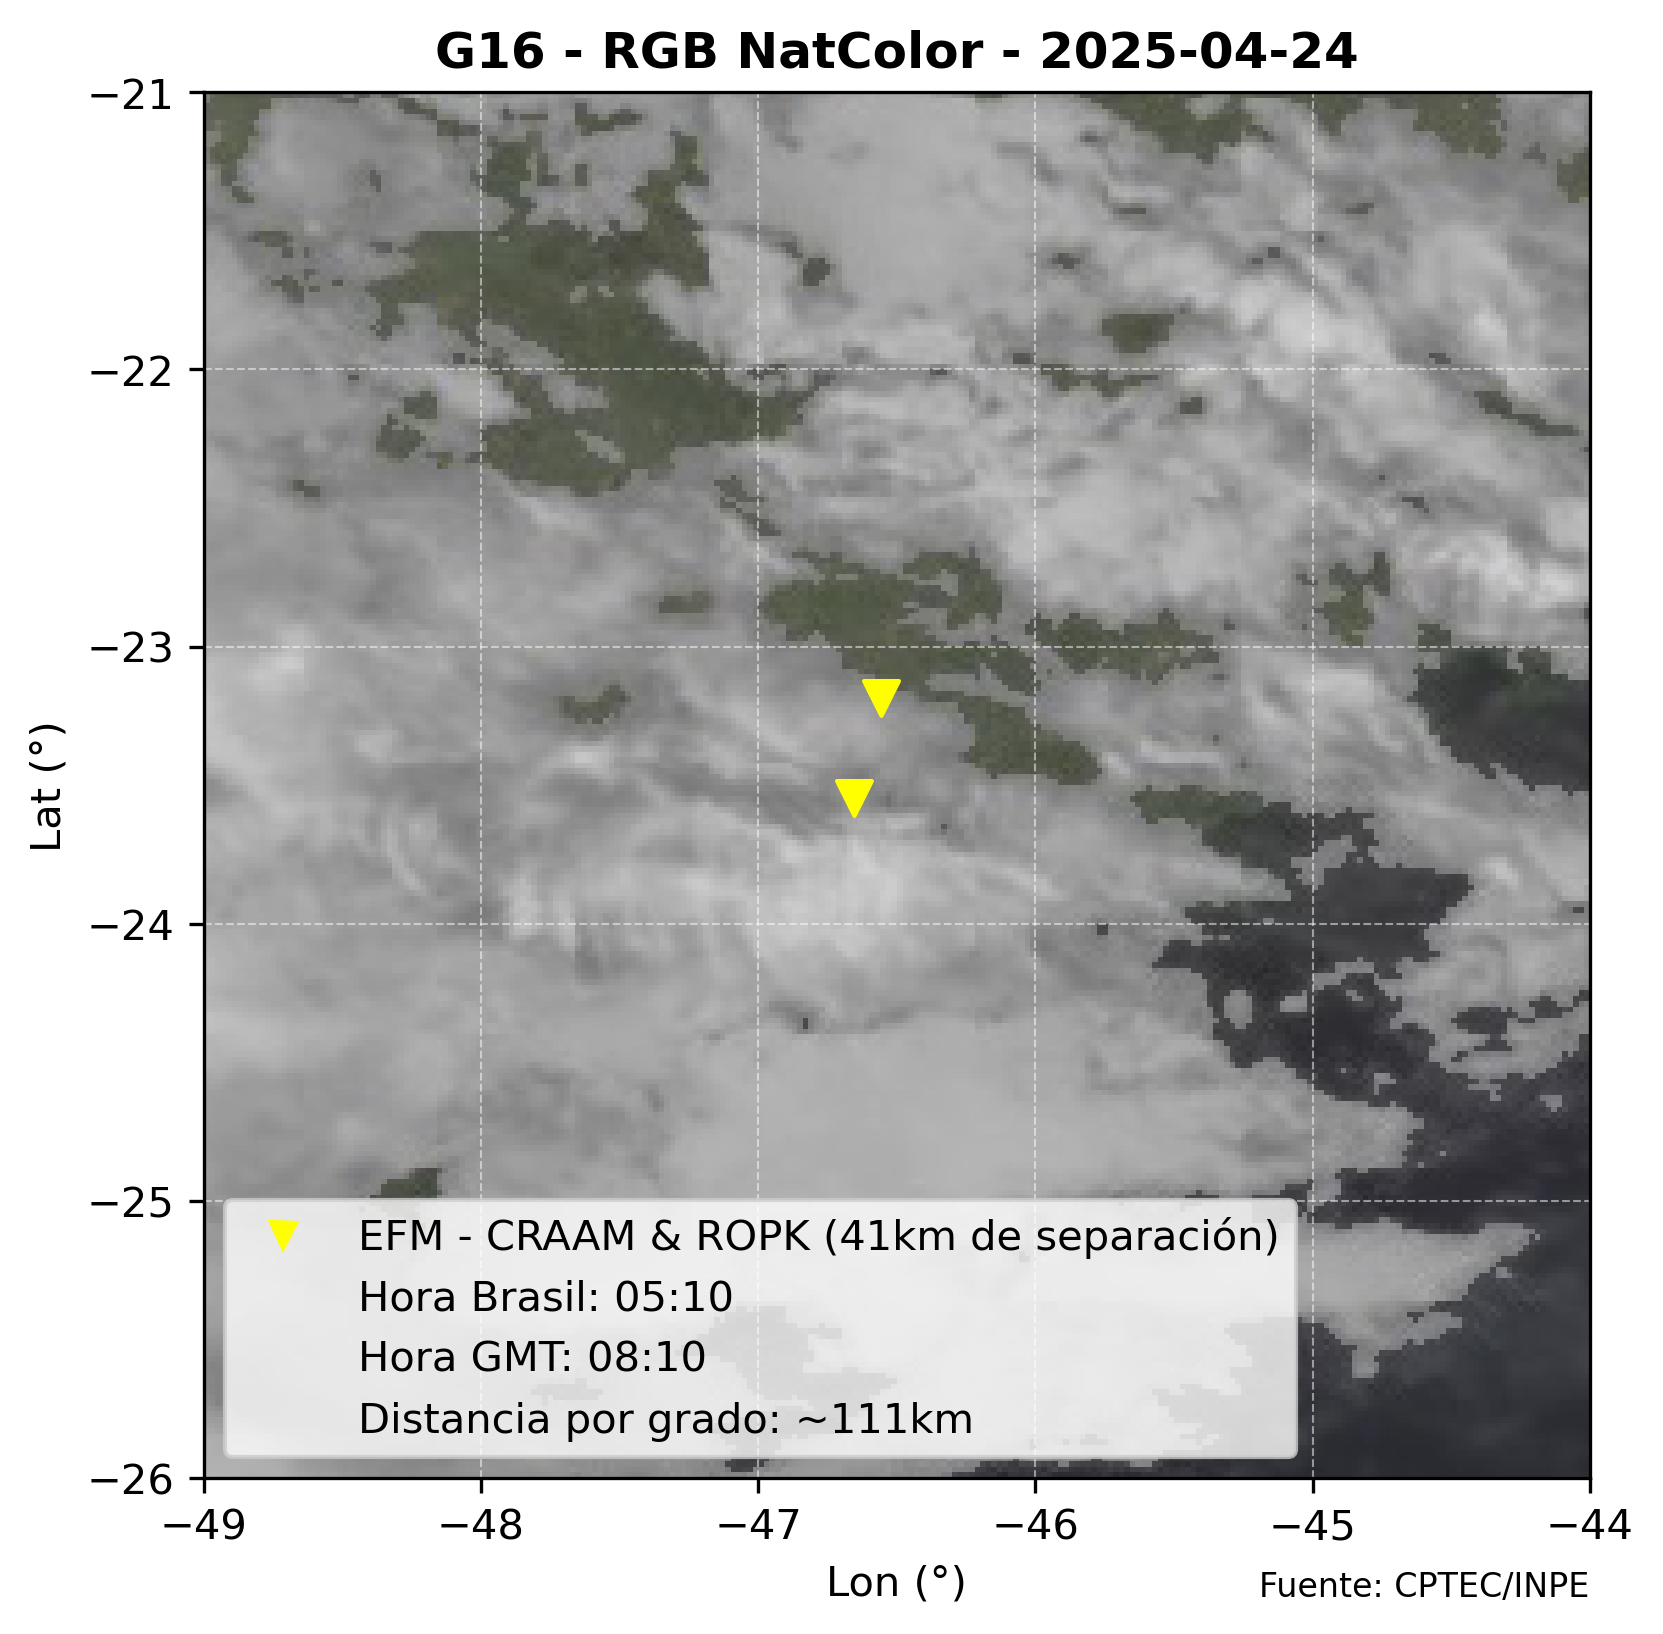 G16 - RGB NatColor - 2025-04-24
−21
−22
−23
−24
−25
−26
Lat (°)
EFM - CRAAM & ROPK (41km de separación)
Hora Brasil: 05:10
Hora GMT: 08:10
Distancia por grado: ~111km
−49 −48 −47 −46 −45 −44
Lon (°)
Fuente: CPTEC/INPE